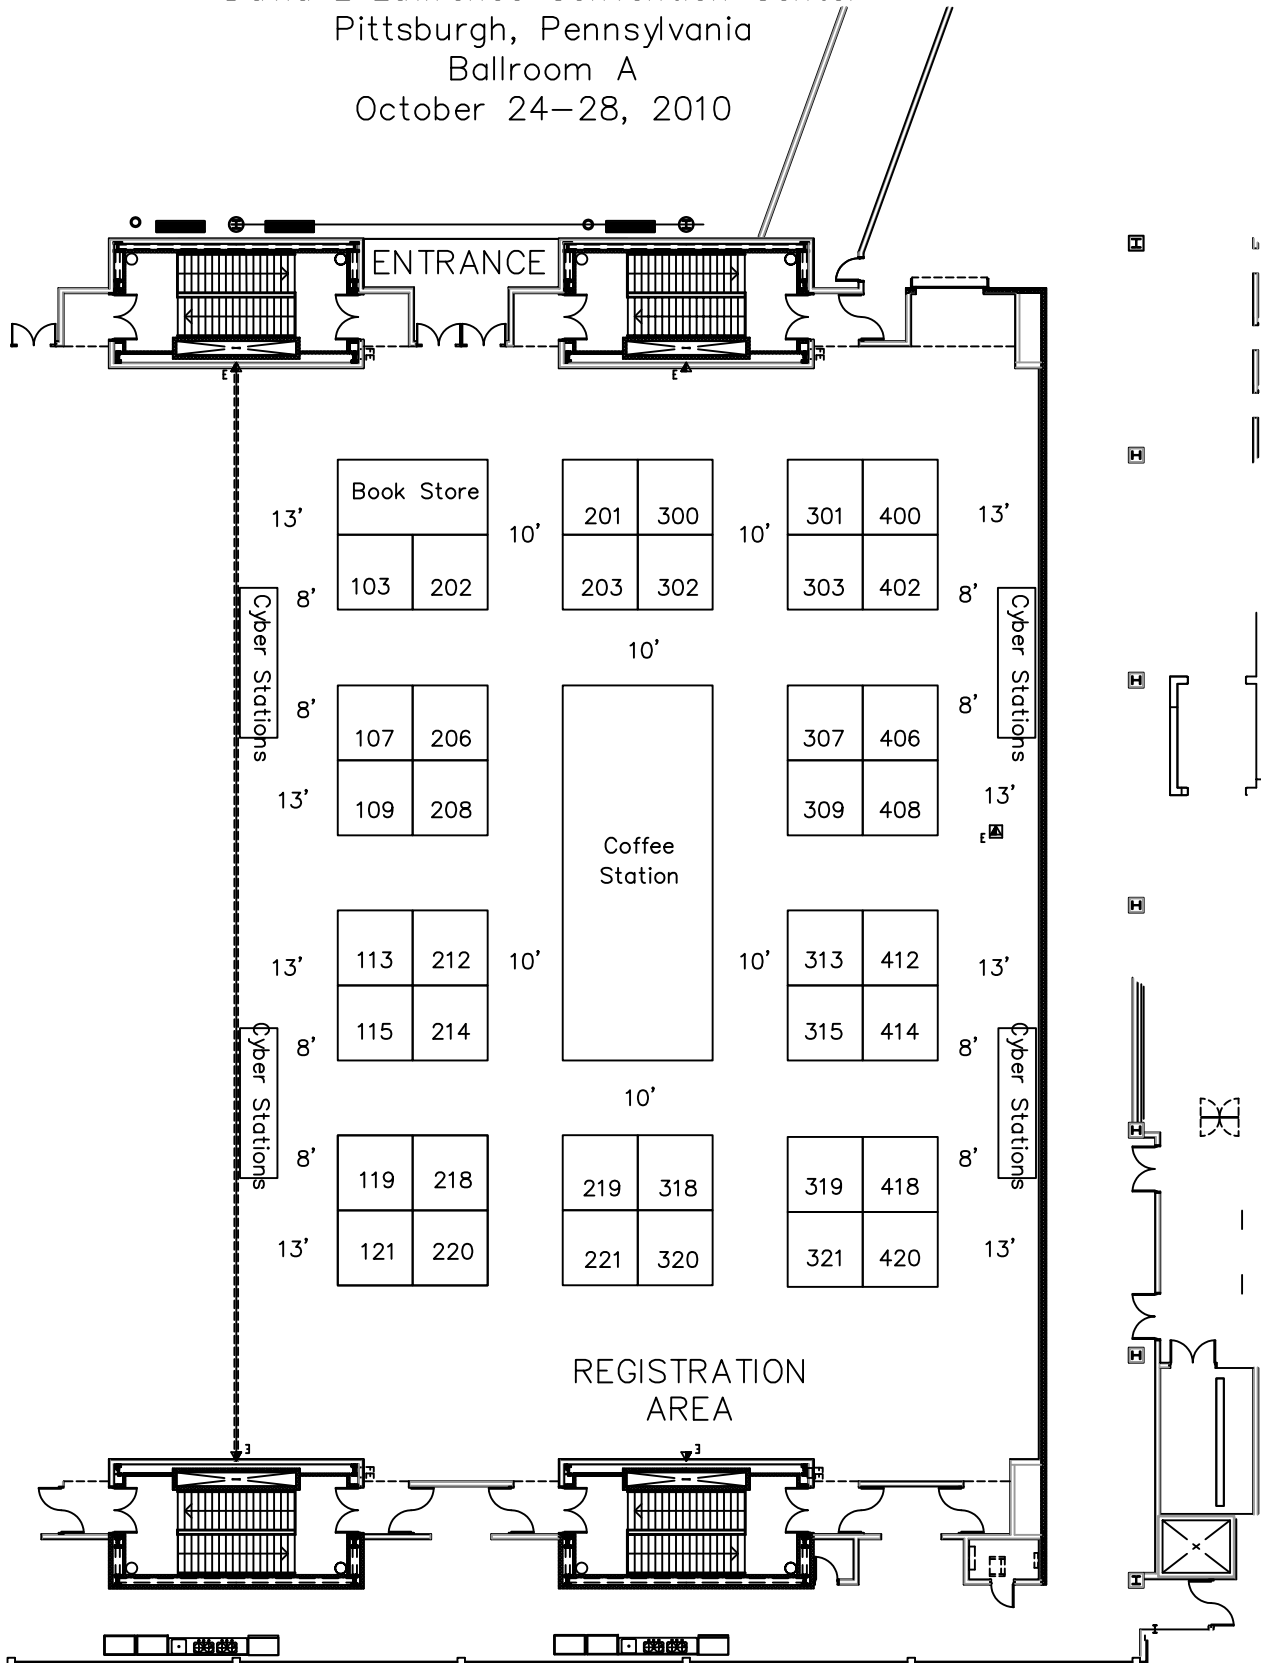 Pittsburgh, Pennsylvania
Ballroom A
October 24–28, 2010
ENTRANCE
FE
FE
E
E
Book Store
201 300
301 400
13'
10'
10'
13'
103 202
203 302
303 402
8'
8'
Cyber Stations
Cyber Stations
10'
8'
8'
107 206
307 406
13'
13'
109 208
309 408
E
Coffee
Station
113 212
313 412
13'
10'
10'
13'
115 214
315 414
8'
8'
Cyber Stations
Cyber Stations
10'
8'
8'
119 218
219 318
319 418
13'
13'
121 220
221 320
321 420
REGISTRATION
AREA
E
E
FE
FE